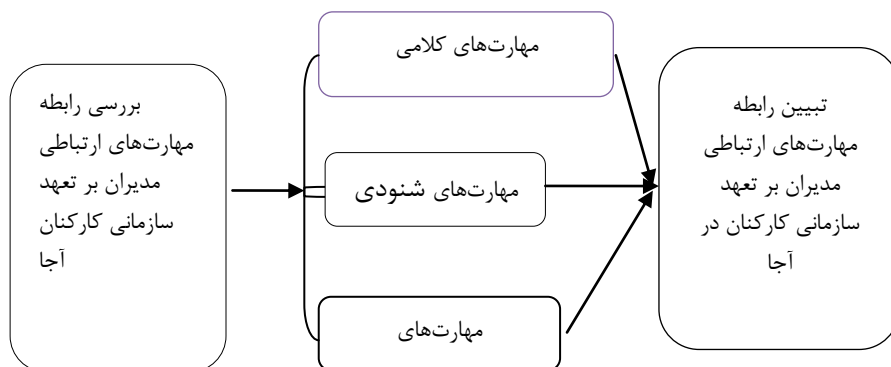 مهارت‌های کلامی
بررسی رابطه
مهارت‌های ارتباطی
مدیران بر تعهد
سازمانی کارکنان
آجا
مهارت‌های شنودی
مهارت‌های
تبیین رابطه
مهارت‌های ارتباطی
مدیران بر تعهد
سازمانی کارکنان در
آجا